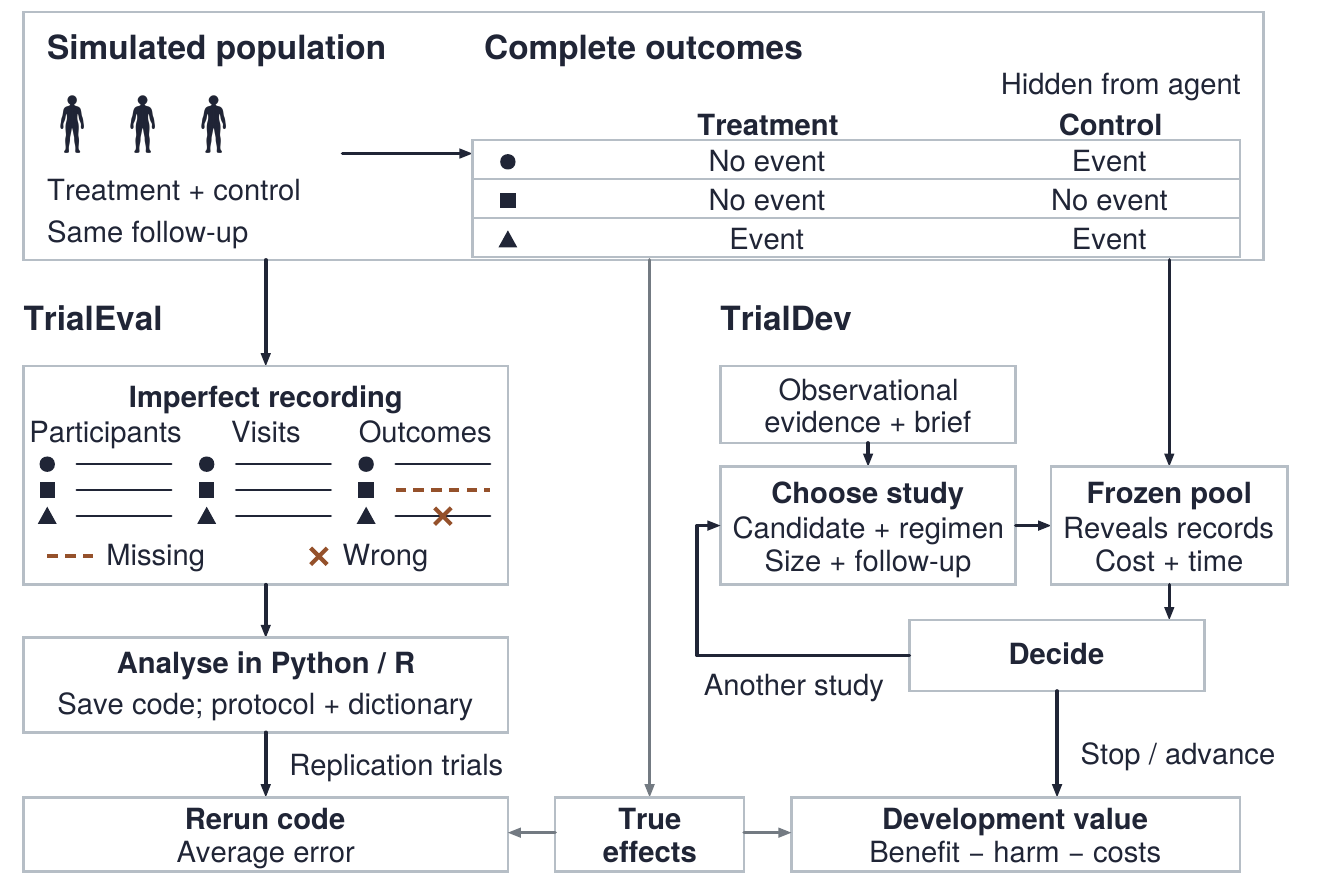 Simulated population
Complete outcomes
Hidden from agent
Treatment
Control
No event
Event
No event
No event
Event
Event
Treatment + control
Same follow-up
TrialEval
TrialDev
Imperfect recording
Participants
Visits
Outcomes
Missing
Wrong
Analyse in Python / R
Save code; protocol + dictionary
Replication trials
Rerun code
Average error
True
effects
Observational
evidence + brief
Choose study
Candidate + regimen
Size + follow-up
Frozen pool
Reveals records
Cost + time
Decide
Another study
Stop / advance
Development value
Benefit − harm − costs